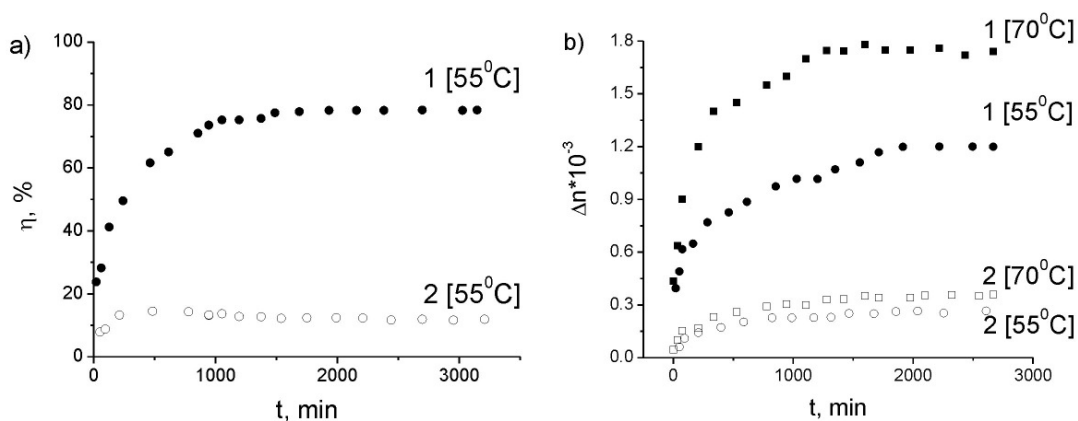 a)
100
80
60
40
20
0
η, %
1 [55⁰C]
2 [55⁰C]
0
1000
2000
3000
t, min
b)
1.8
1.5
1.2
0.9
0.6
0.3
0.0
Δn*10⁻³
1 [70⁰C]
1 [55⁰C]
2 [70⁰C]
2 [55⁰C]
0
1000
2000
3000
t, min